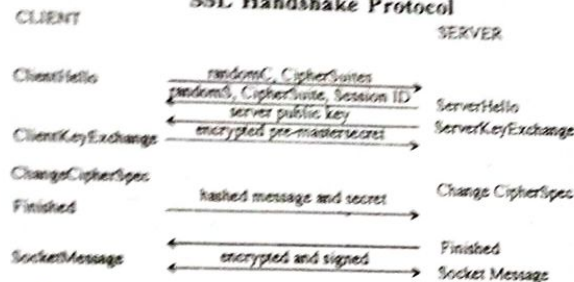 SSL Handshake Protocol
CLIENT
SERVER
ClientHello
randomC, CipherSuites
randomS, CipherSuite, Session ID
ServerHello
server public key
ServerKeyExchange
ClientKeyExchange
encrypted pre-mastersecret
ChangeCipherSpec
Change CipherSpec
hashed message and secret
Finished
Finished
SocketMessage
encrypted and signed
Socket Message